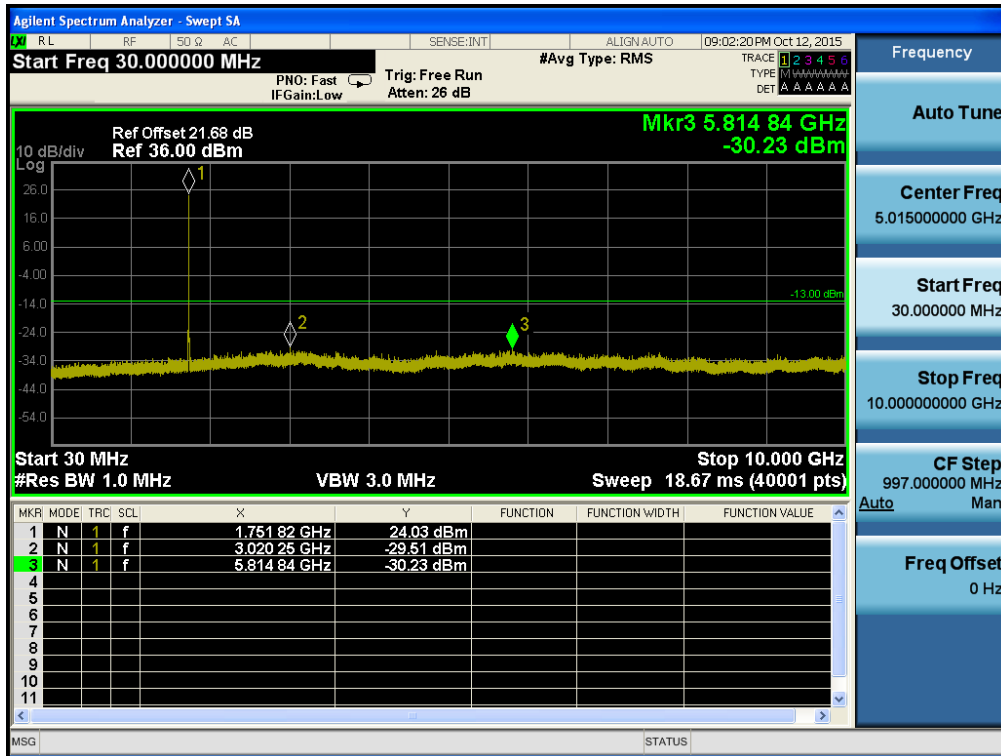 Agilent Spectrum Analyzer - Swept SA
LXI RL RF 50 Ω AC SENSE:INT ALIGN AUTO 09:02:20 PM Oct 12, 2015
Start Freq 30.000000 MHz
PNO: Fast
IFGain:Low
Trig: Free Run
Atten: 26 dB
#Avg Type: RMS
TRACE 1 2 3 4 5 6
TYPE M WWWWW
DET A A A A A A
Ref Offset 21.68 dB
10 dB/div Ref 36.00 dBm
Log
Mkr3 5.814 84 GHz
-30.23 dBm
26.0
16.0
6.00
-4.00
-14.0
-24.0
-34.0
-44.0
-54.0
1
2
3
-13.00 dBm
Start 30 MHz Stop 10.000 GHz
#Res BW 1.0 MHz VBW 3.0 MHz Sweep 18.67 ms (40001 pts)
MKR MODE TRC SCL X Y FUNCTION FUNCTION WIDTH FUNCTION VALUE
1 N 1 f 1.751 82 GHz 24.03 dBm
2 N 1 f 3.020 25 GHz -29.51 dBm
3 N 1 f 5.814 84 GHz -30.23 dBm
4
5
6
7
8
9
10
11
MSG STATUS
Frequency
Auto Tune
Center Freq
5.015000000 GHz
Start Freq
30.000000 MHz
Stop Freq
10.000000000 GHz
CF Step
997.000000 MHz
Auto Man
Freq Offset
0 Hz